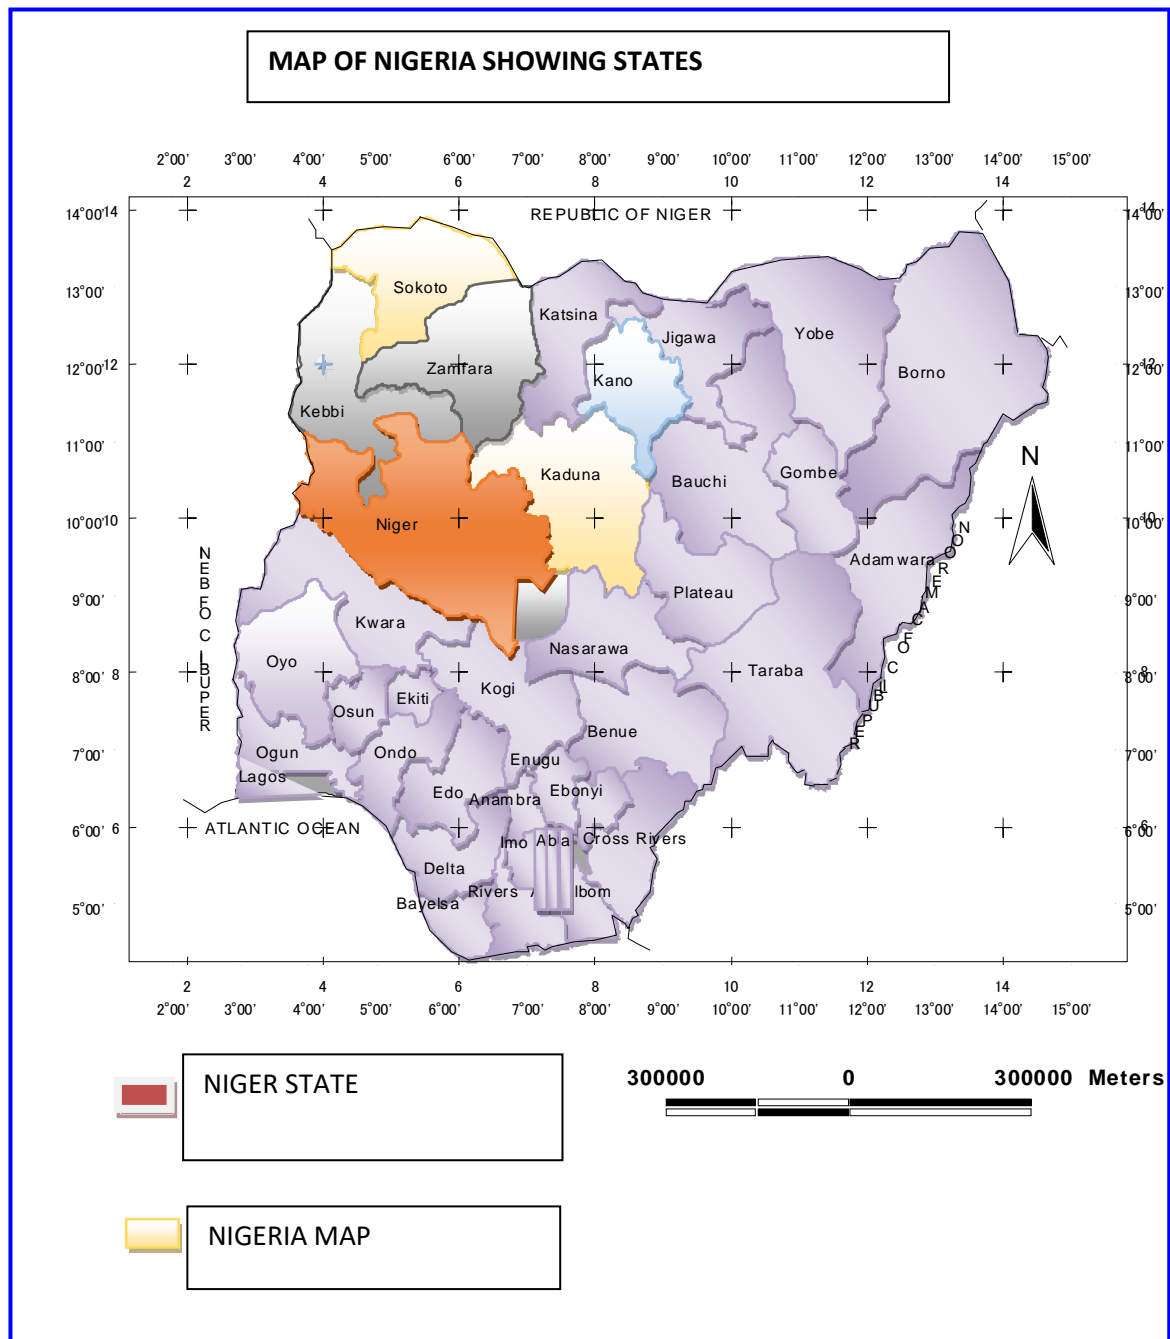 MAP OF NIGERIA SHOWING STATES
2°00' 3°00' 4°00' 5°00' 6°00' 7°00' 8°00' 9°00' 10°00' 11°00' 12°00' 13°00' 14°00' 15°00'
2 4 6 8 10 12 14
14°00' 14
14 14°00'
REPUBLIC OF NIGER
13°00'
13°00'
Sokoto
Katsina
Jigawa
Yobe
12°00' 12
12 12°00'
Zamfara
Kano
Borno
Kebbi
11°00'
11°00'
Kaduna
Bauchi
Gombe
N
10°00' 10
10 10°00'
Niger
Adamwara
9°00'
9°00'
Plateau
Kwara
Nasarawa
Oyo
8°00' 8
8 8°00'
Taraba
Kogi
Ekiti
Osun
Benue
7°00'
7°00'
Ogun
Ondo
Enugu
Lagos
Edo
Anambra
Ebonyi
6°00' 6
6 6°00'
ATLANTIC OCEAN
Imo
Abia
Cross Rivers
Delta
Rivers
Ibom
Bayelsa
5°00'
5°00'
REPUBLIC OF BEN
REPUBLIC OF CAMEROON
2 4 6 8 10 12 14
2°00' 3°00' 4°00' 5°00' 6°00' 7°00' 8°00' 9°00' 10°00' 11°00' 12°00' 13°00' 14°00' 15°00'
NIGER STATE
300000 0 300000 Meters
NIGERIA MAP